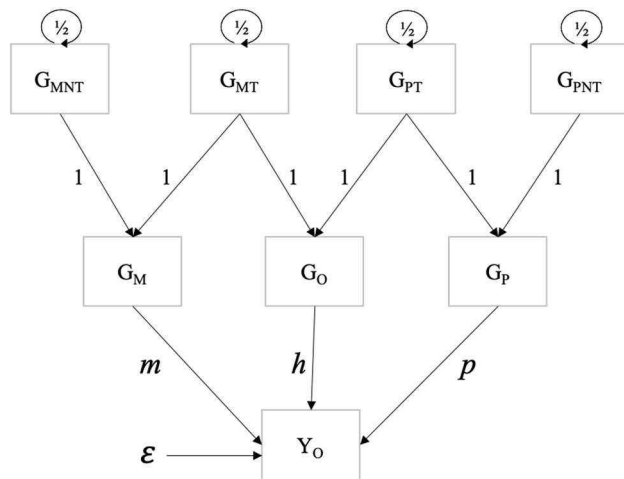 ½ ½ ½ ½
G_MNT G_MT G_PT G_PNT
1 1 1 1 1 1
G_M G_O G_P
m h p
ε Y_O